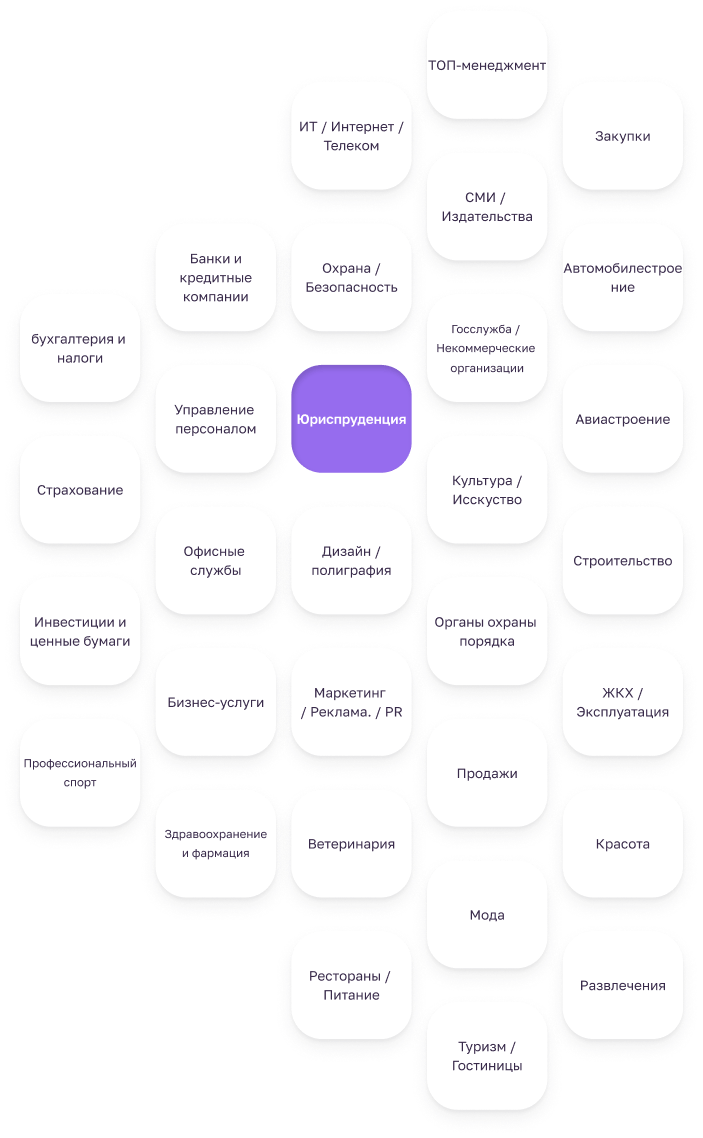 ТОП-менеджмент
ИТ / Интернет /
Телеком
Закупки
СМИ /
Издательства
Банки и
кредитные
компании
Охрана /
Безопасность
Автомобилестрое
ние
бухгалтерия и
налоги
Госслужба /
Некоммерческие
организации
Управление
персоналом
Юриспруденция
Авиастроение
Страхование
Культура /
Исскуство
Офисные
службы
Дизайн /
полиграфия
Строительство
Инвестиции и
ценные бумаги
Органы охраны
порядка
Бизнес-услуги
Маркетинг
/ Реклама. / PR
ЖКХ /
Эксплуатация
Профессиональный
спорт
Продажи
Здравоохранение
и фармация
Ветеринария
Красота
Мода
Рестораны /
Питание
Развлечения
Туризм /
Гостиницы